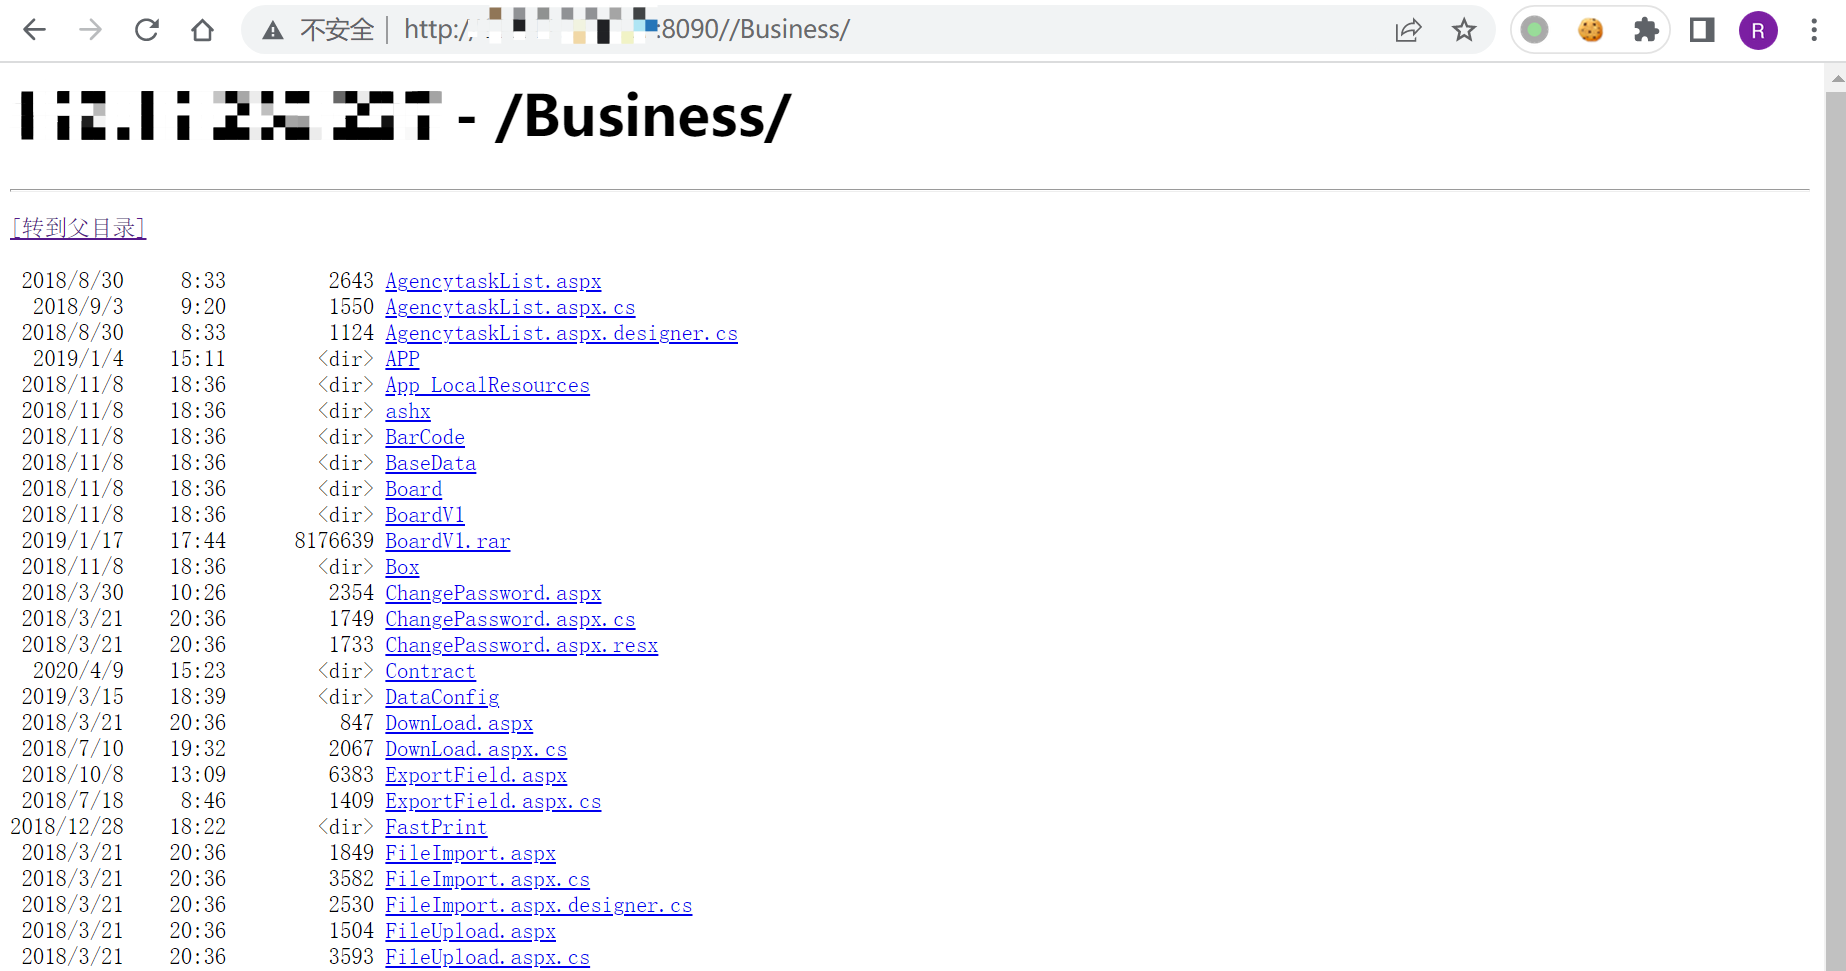 不安全 http:/ :8090//Business/
R
- /Business/
[转到父目录]
2018/8/30 8:33 2643 AgencytaskList.aspx
2018/9/3 9:20 1550 AgencytaskList.aspx.cs
2018/8/30 8:33 1124 AgencytaskList.aspx.designer.cs
2019/1/4 15:11 <dir> APP
2018/11/8 18:36 <dir> App_LocalResources
2018/11/8 18:36 <dir> ashx
2018/11/8 18:36 <dir> BarCode
2018/11/8 18:36 <dir> BaseData
2018/11/8 18:36 <dir> Board
2018/11/8 18:36 <dir> BoardV1
2019/1/17 17:44 8176639 BoardV1.rar
2018/11/8 18:36 <dir> Box
2018/3/30 10:26 2354 ChangePassword.aspx
2018/3/21 20:36 1749 ChangePassword.aspx.cs
2018/3/21 20:36 1733 ChangePassword.aspx.resx
2020/4/9 15:23 <dir> Contract
2019/3/15 18:39 <dir> DataConfig
2018/3/21 20:36 847 DownLoad.aspx
2018/7/10 19:32 2067 DownLoad.aspx.cs
2018/10/8 13:09 6383 ExportField.aspx
2018/7/18 8:46 1409 ExportField.aspx.cs
2018/12/28 18:22 <dir> FastPrint
2018/3/21 20:36 1849 FileImport.aspx
2018/3/21 20:36 3582 FileImport.aspx.cs
2018/3/21 20:36 2530 FileImport.aspx.designer.cs
2018/3/21 20:36 1504 FileUpload.aspx
2018/3/21 20:36 3593 FileUpload.aspx.cs